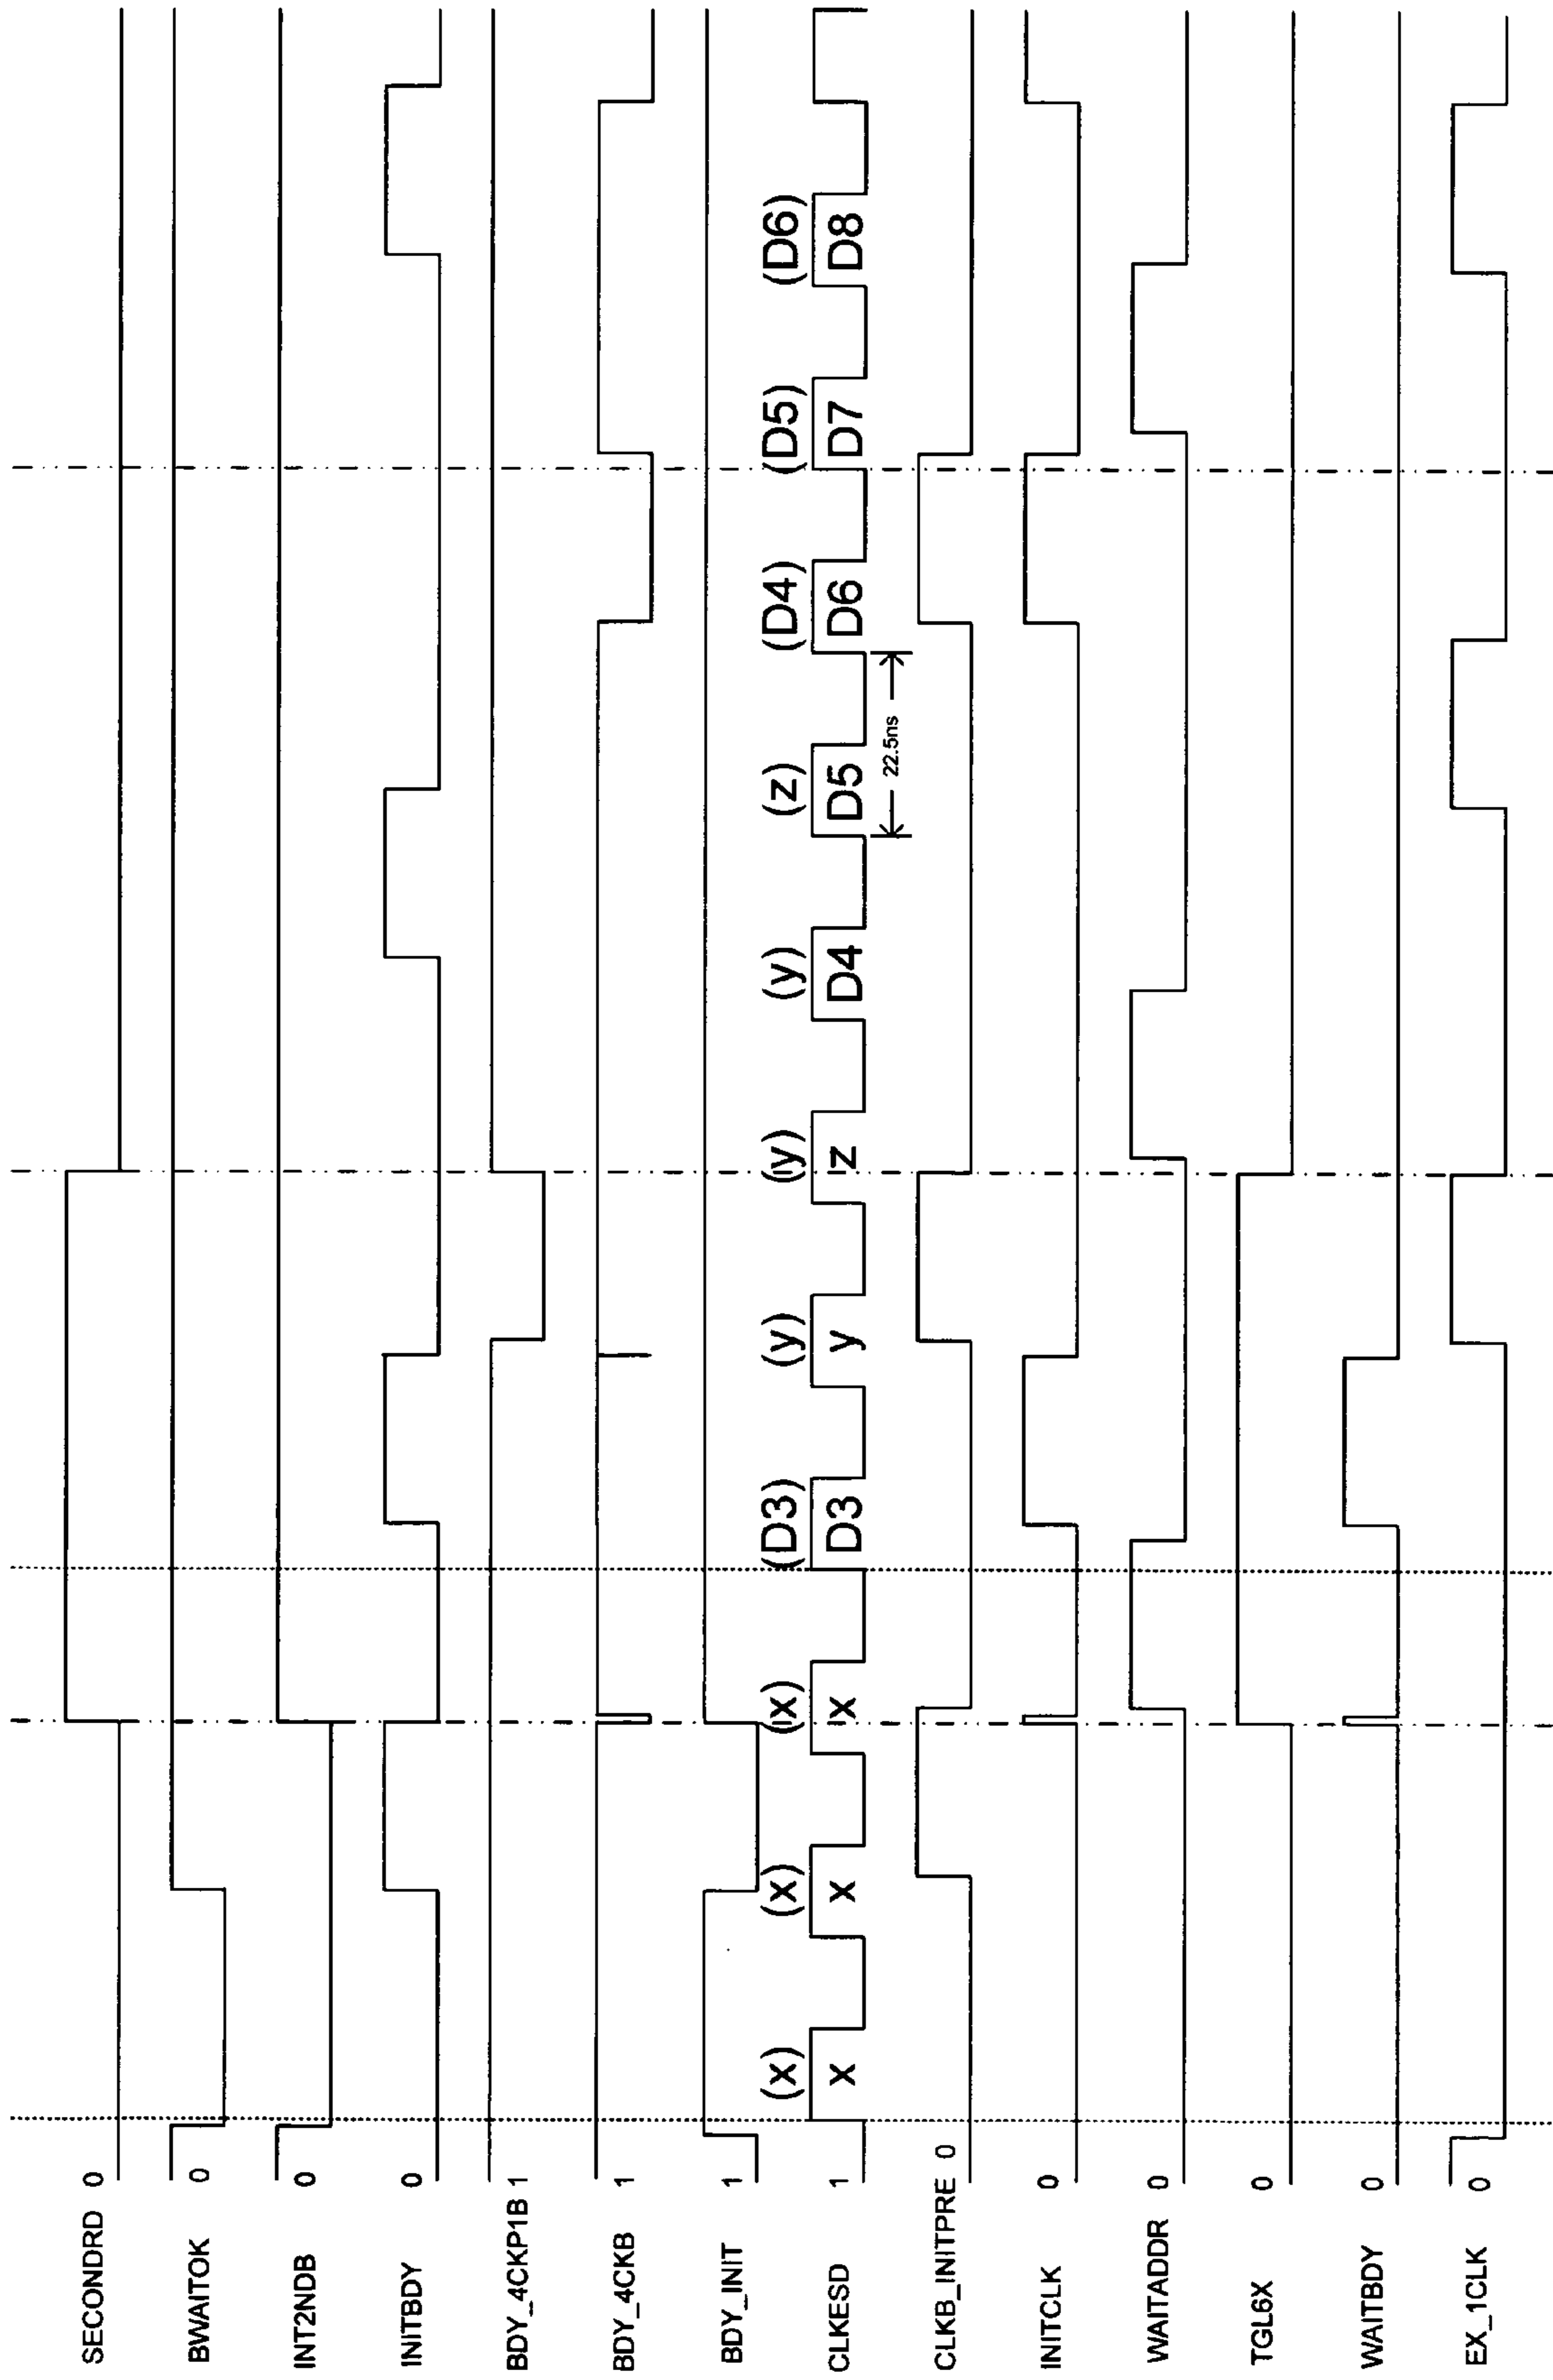 SECONDRD 0
BWAITOK 0
INT2NDB 0
INITBDY 0
BDY_4CKP1B 1
BDY_4CKB 1
BDY_INIT 1
(x) (x) (x) (D3) (y) (y) (y) (z) (D4) (D5) (D6)
CLKESD 1 x x x D3 y z D4 D5 D6 D7 D8
22.5ns
CLKB_INITPRE 0
INITCLK 0
WAITADDR 0
TGL6X 0
WAITBDY 0
EX_1CLK 0